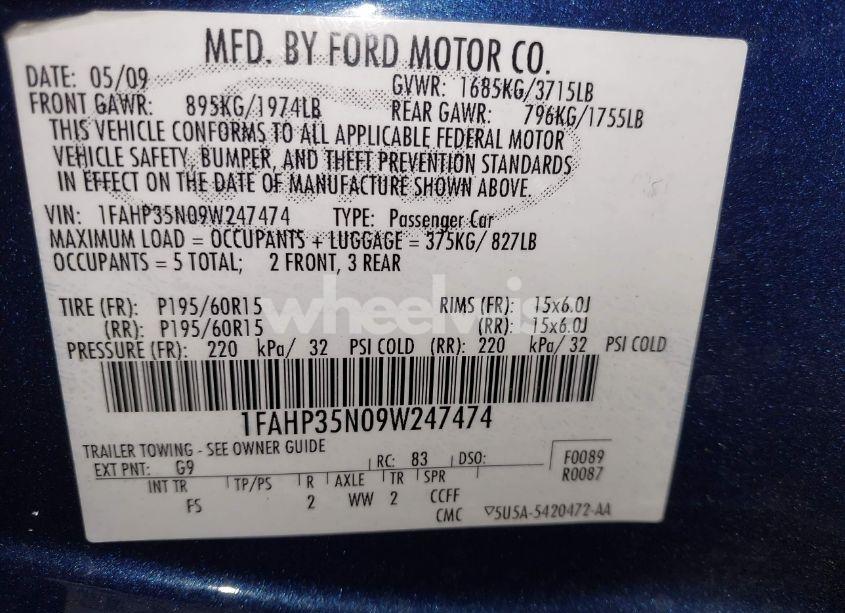 MFD. BY FORD MOTOR CO.
DATE: 05/09 GVWR: 1685KG/3715LB
FRONT GAWR: 895KG/1974LB REAR GAWR: 796KG/1755LB
THIS VEHICLE CONFORMS TO ALL APPLICABLE FEDERAL MOTOR
VEHICLE SAFETY, BUMPER, AND THEFT PREVENTION STANDARDS
IN EFFECT ON THE DATE OF MANUFACTURE SHOWN ABOVE.
VIN: 1FAHP35N09W247474 TYPE: Passenger Car
MAXIMUM LOAD = OCCUPANTS + LUGGAGE = 375KG/ 827LB
OCCUPANTS = 5 TOTAL; 2 FRONT, 3 REAR
TIRE (FR): P195/60R15 RIMS (FR): 15x6.0J
(RR): P195/60R15 (RR): 15x6.0J
PRESSURE (FR): 220 kPa/ 32 PSI COLD (RR): 220 kPa/ 32 PSI COLD
1FAHP35N09W247474
TRAILER TOWING - SEE OWNER GUIDE
EXT PNT: G9 RC: 83 DSO: F0089
R0087
INT TR TP/PS R AXLE TR SPR
FS 2 WW 2 CCFF
CMC ▽5U5A-5420472-AA